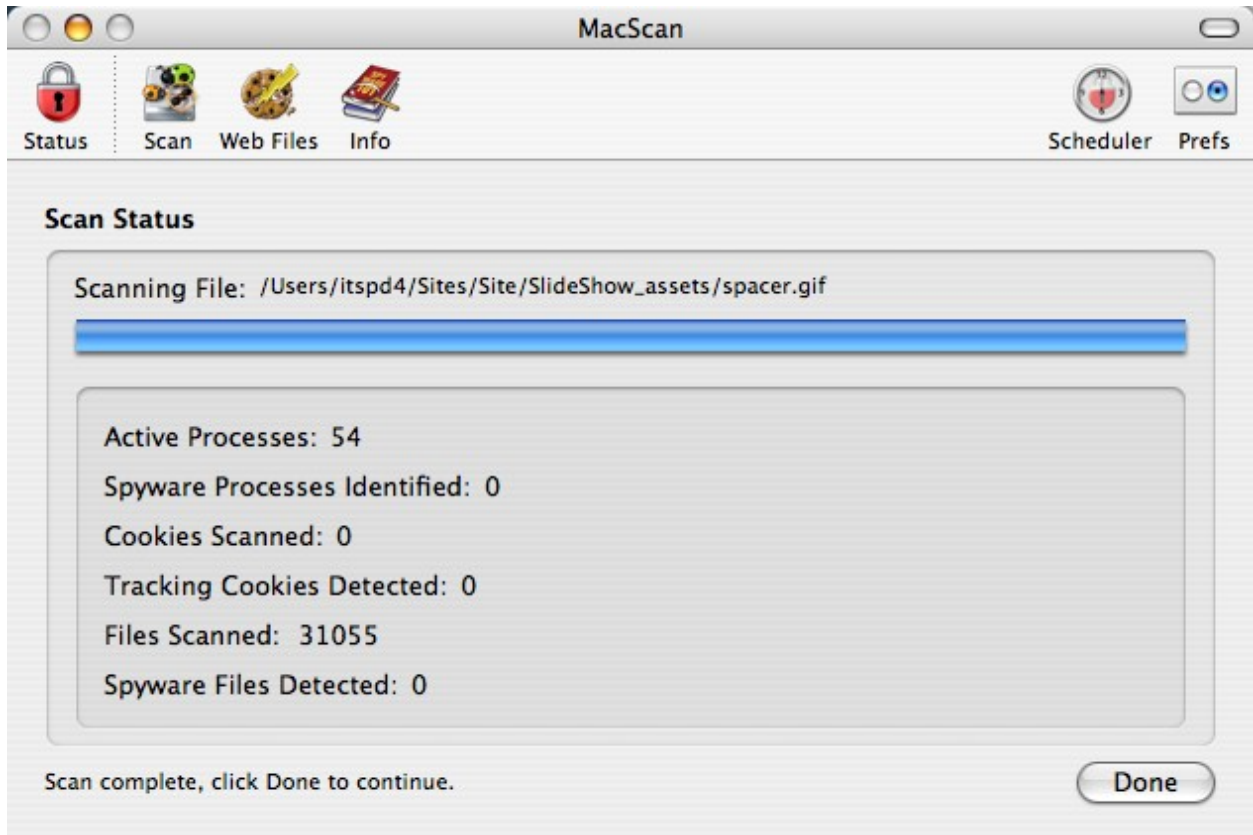 MacScan
Status Scan Web Files Info Scheduler Prefs
Scan Status
Scanning File: /Users/itspd4/Sites/Site/SlideShow_assets/spacer.gif
Active Processes: 54
Spyware Processes Identified: 0
Cookies Scanned: 0
Tracking Cookies Detected: 0
Files Scanned: 31055
Spyware Files Detected: 0
Scan complete, click Done to continue.
Done